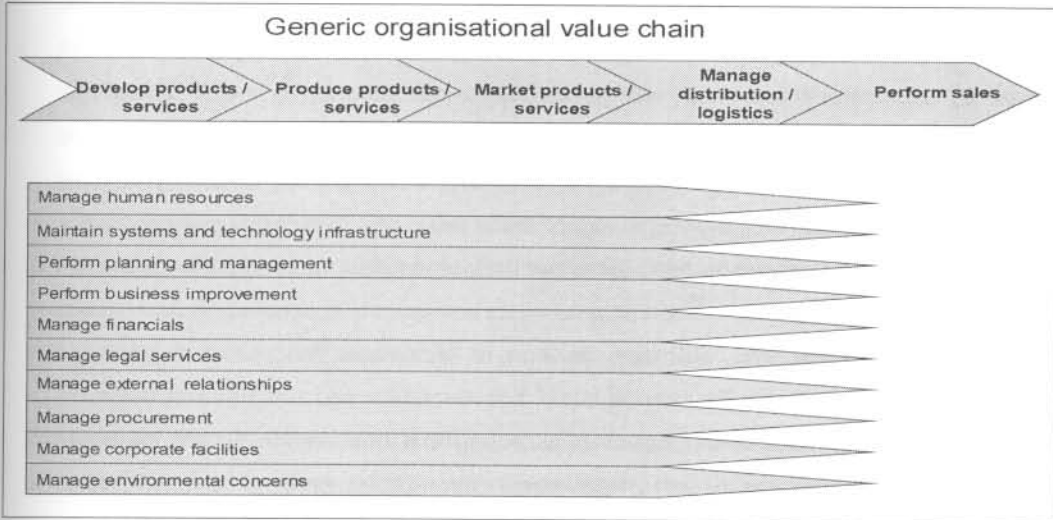 Generic organisational value chain
Develop products /
services
Produce products /
services
Market products /
services
Manage
distribution /
logistics
Perform sales
Manage human resources
Maintain systems and technology infrastructure
Perform planning and management
Perform business improvement
Manage financials
Manage legal services
Manage external relationships
Manage procurement
Manage corporate facilities
Manage environmental concerns